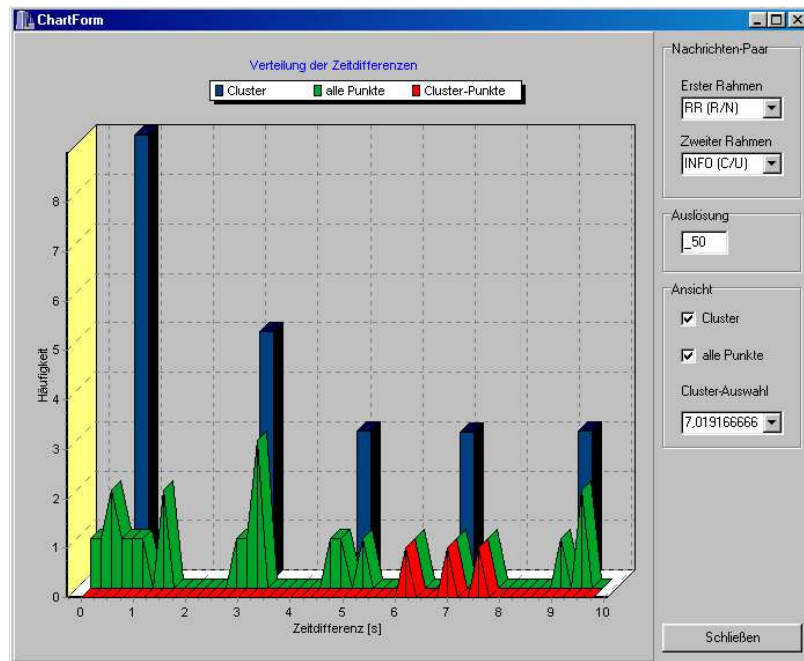 ChartForm
Verteilung der Zeitdifferenzen
Cluster alle Punkte Cluster-Punkte
8
7
6
5
4
3
2
1
0
Häufigkeit
0 1 2 3 4 5 6 7 8 9 10
Zeitdifferenz [s]
Nachrichten-Paar
Erster Rahmen
RR (R/N)
Zweiter Rahmen
INFO (C/U)
Auslösung
_50
Ansicht
Cluster
alle Punkte
Cluster-Auswahl
7,019166666
Schließen